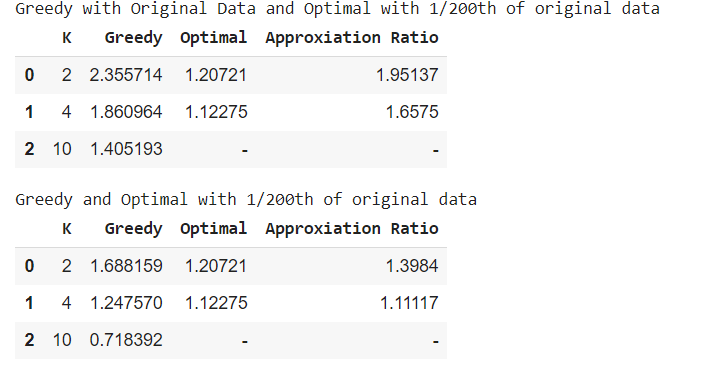 Greedy with Original Data and Optimal with 1/200th of original data
K Greedy Optimal Approxiation Ratio
0 2 2.355714 1.20721 1.95137
1 4 1.860964 1.12275 1.6575
2 10 1.405193 - -
Greedy and Optimal with 1/200th of original data
K Greedy Optimal Approxiation Ratio
0 2 1.688159 1.20721 1.3984
1 4 1.247570 1.12275 1.11117
2 10 0.718392 - -